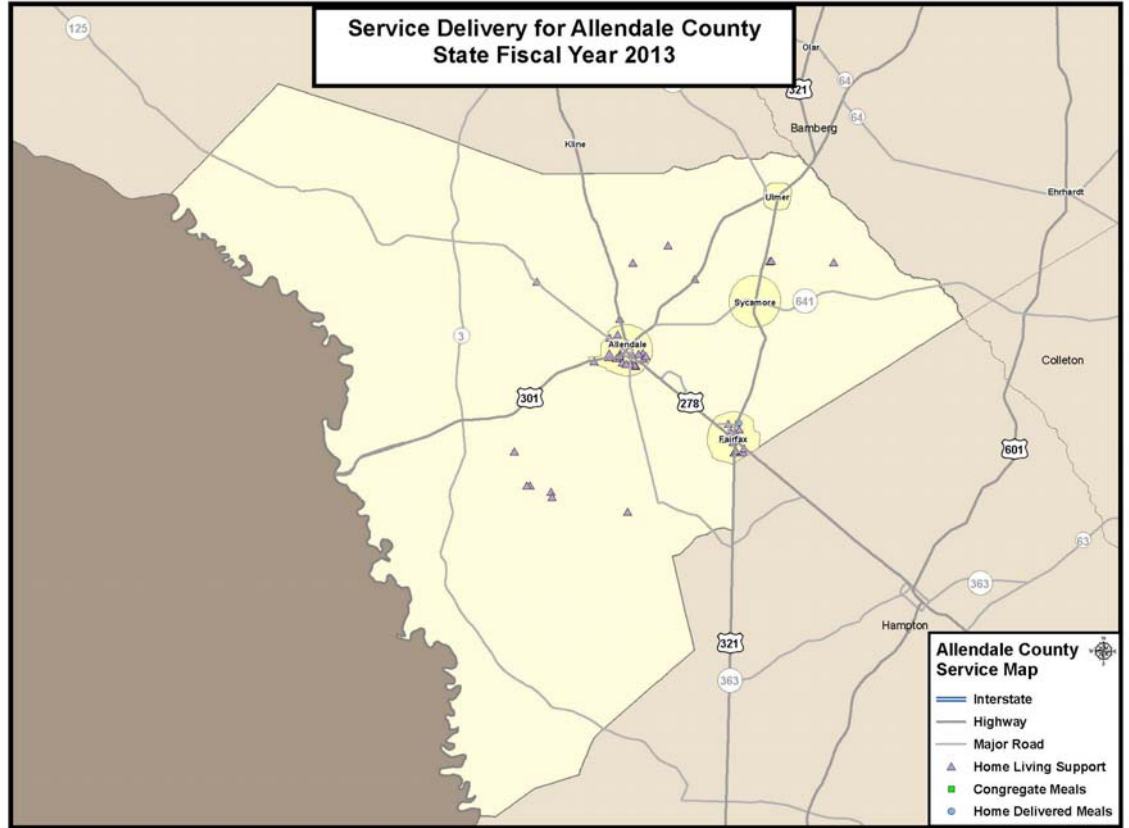 Service Delivery for Allendale County
State Fiscal Year 2013
125
Olar
64
321
64
Bamberg
Kline
Ehrhardt
Ulmer
Sycamore
641
3
Allendale
Colleton
301
278
Fairfax
601
63
363
Hampton
321
363
Allendale County
Service Map
Interstate
Highway
Major Road
Home Living Support
Congregate Meals
Home Delivered Meals